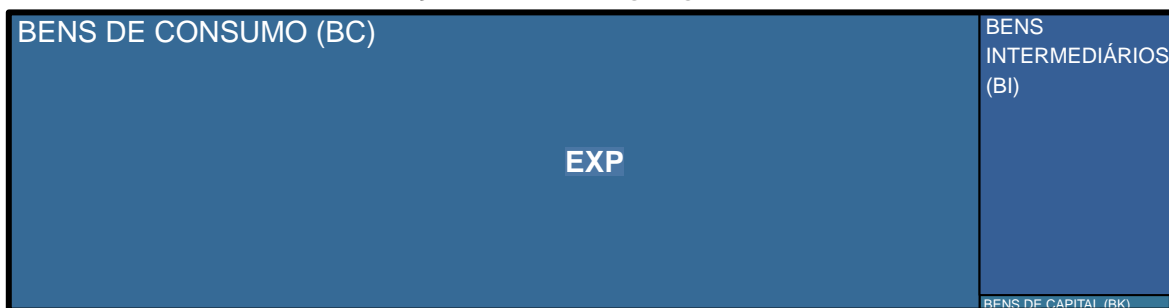 BENS DE CONSUMO (BC)
BENS
INTERMEDIÁRIOS
(BI)
EXP
BENS DE CAPITAL (BK)